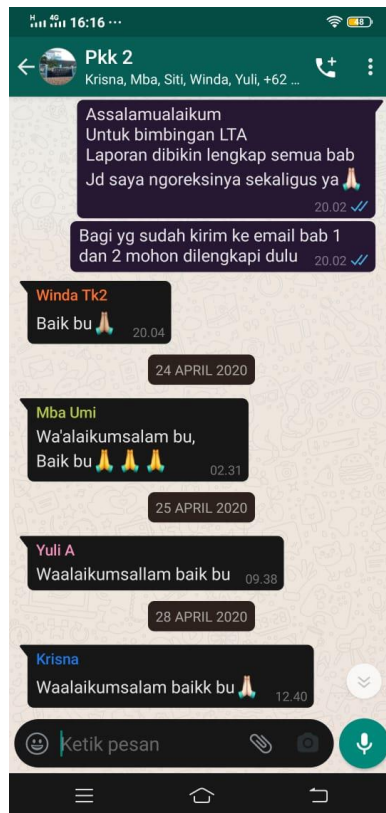 H 4G 16:16 ...
48
Pkk 2
Krisna, Mba, Siti, Winda, Yuli, +62 ...
Assalamualaikum
Untuk bimbingan LTA
Laporan dibikin lengkap semua bab
Jd saya ngoreksinya sekaligus ya🙏🏻
20.02
Bagi yg sudah kirim ke email bab 1
dan 2 mohon dilengkapi dulu 20.02
Winda Tk2
Baik bu🙏🏼 20.04
24 APRIL 2020
Mba Umi
Wa'alaikumsalam bu,
Baik bu🙏🙏🙏 02.31
25 APRIL 2020
Yuli A
Waalaikumsallam baik bu 09.38
28 APRIL 2020
Krisna
Waalaikumsalam baikk bu🙏🏻 12.40
Ketik pesan